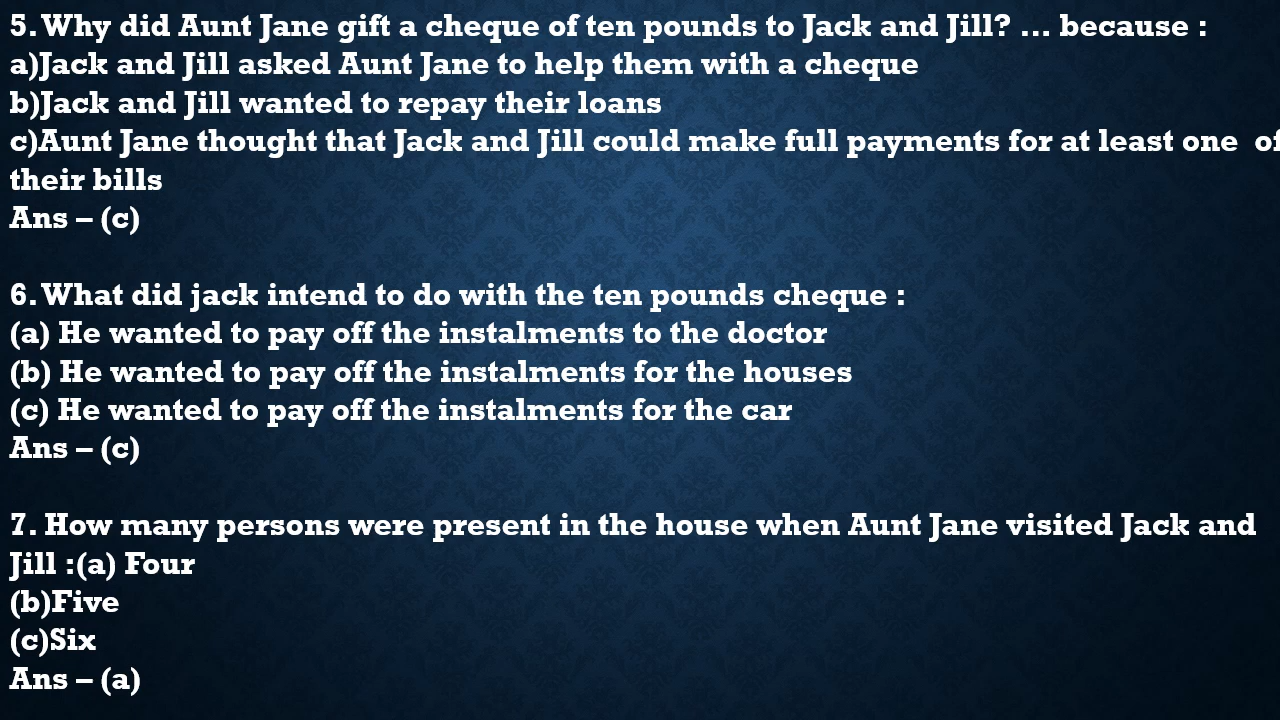 5. Why did Aunt Jane gift a cheque of ten pounds to Jack and Jill? ... because :
a)Jack and Jill asked Aunt Jane to help them with a cheque
b)Jack and Jill wanted to repay their loans
c)Aunt Jane thought that Jack and Jill could make full payments for at least one of
their bills
Ans – (c)
6. What did jack intend to do with the ten pounds cheque :
(a) He wanted to pay off the instalments to the doctor
(b) He wanted to pay off the instalments for the houses
(c) He wanted to pay off the instalments for the car
Ans – (c)
7. How many persons were present in the house when Aunt Jane visited Jack and
Jill :(a) Four
(b)Five
(c)Six
Ans – (a)